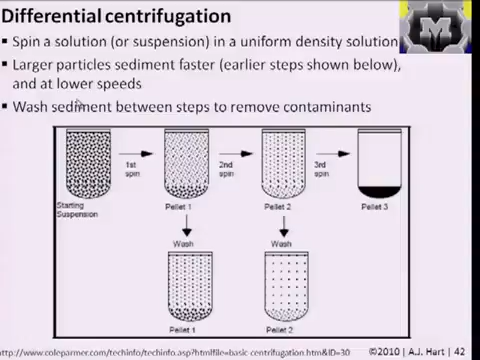 Differential centrifugation
▪ Spin a solution (or suspension) in a uniform density solution
▪ Larger particles sediment faster (earlier steps shown below),
and at lower speeds
▪ Wash sediment between steps to remove contaminants
1st
spin
2nd
spin
3rd
spin
Starting
Suspension
Pellet 1
Pellet 2
Pellet 3
Wash
Wash
Pellet 1
Pellet 2
http://www.coleparmer.com/techinfo/techinfo.asp?htmlfile=basic centrifugation.htm&ID=30
©2010 | A.J. Hart | 42
M